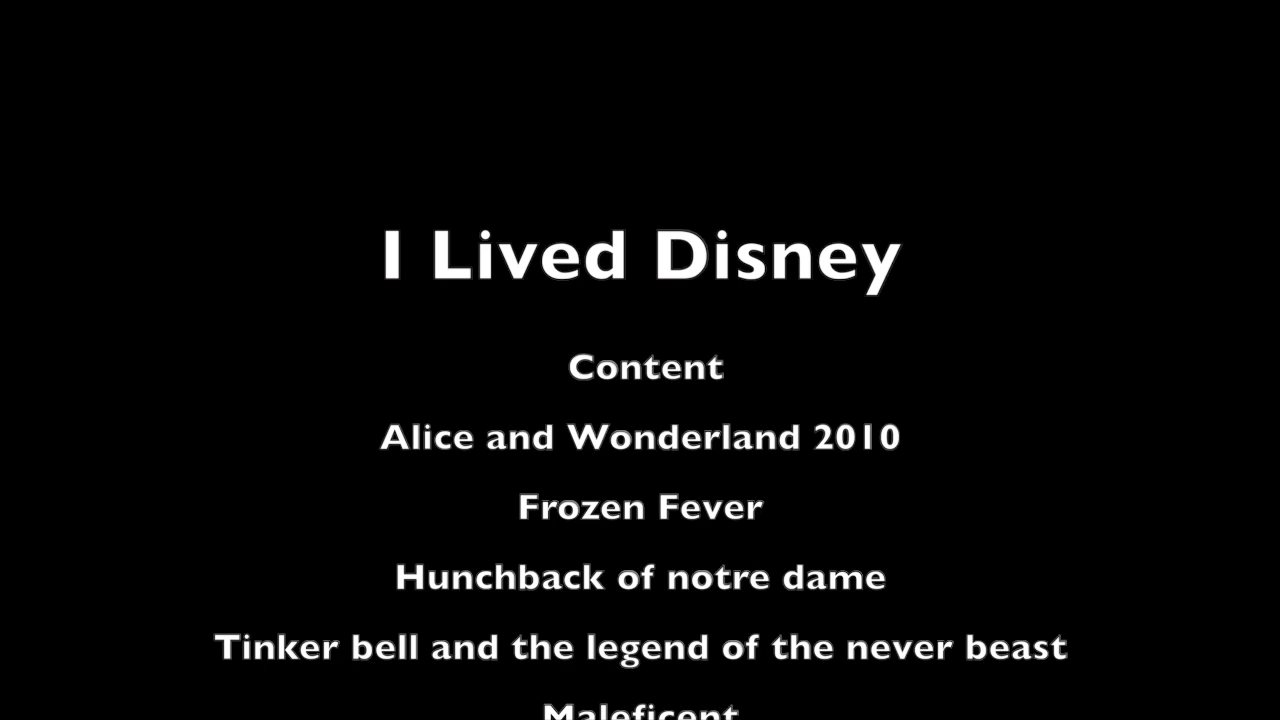 I Lived Disney
Content
Alice and Wonderland 2010
Frozen Fever
Hunchback of notre dame
Tinker bell and the legend of the never beast
Maleficent